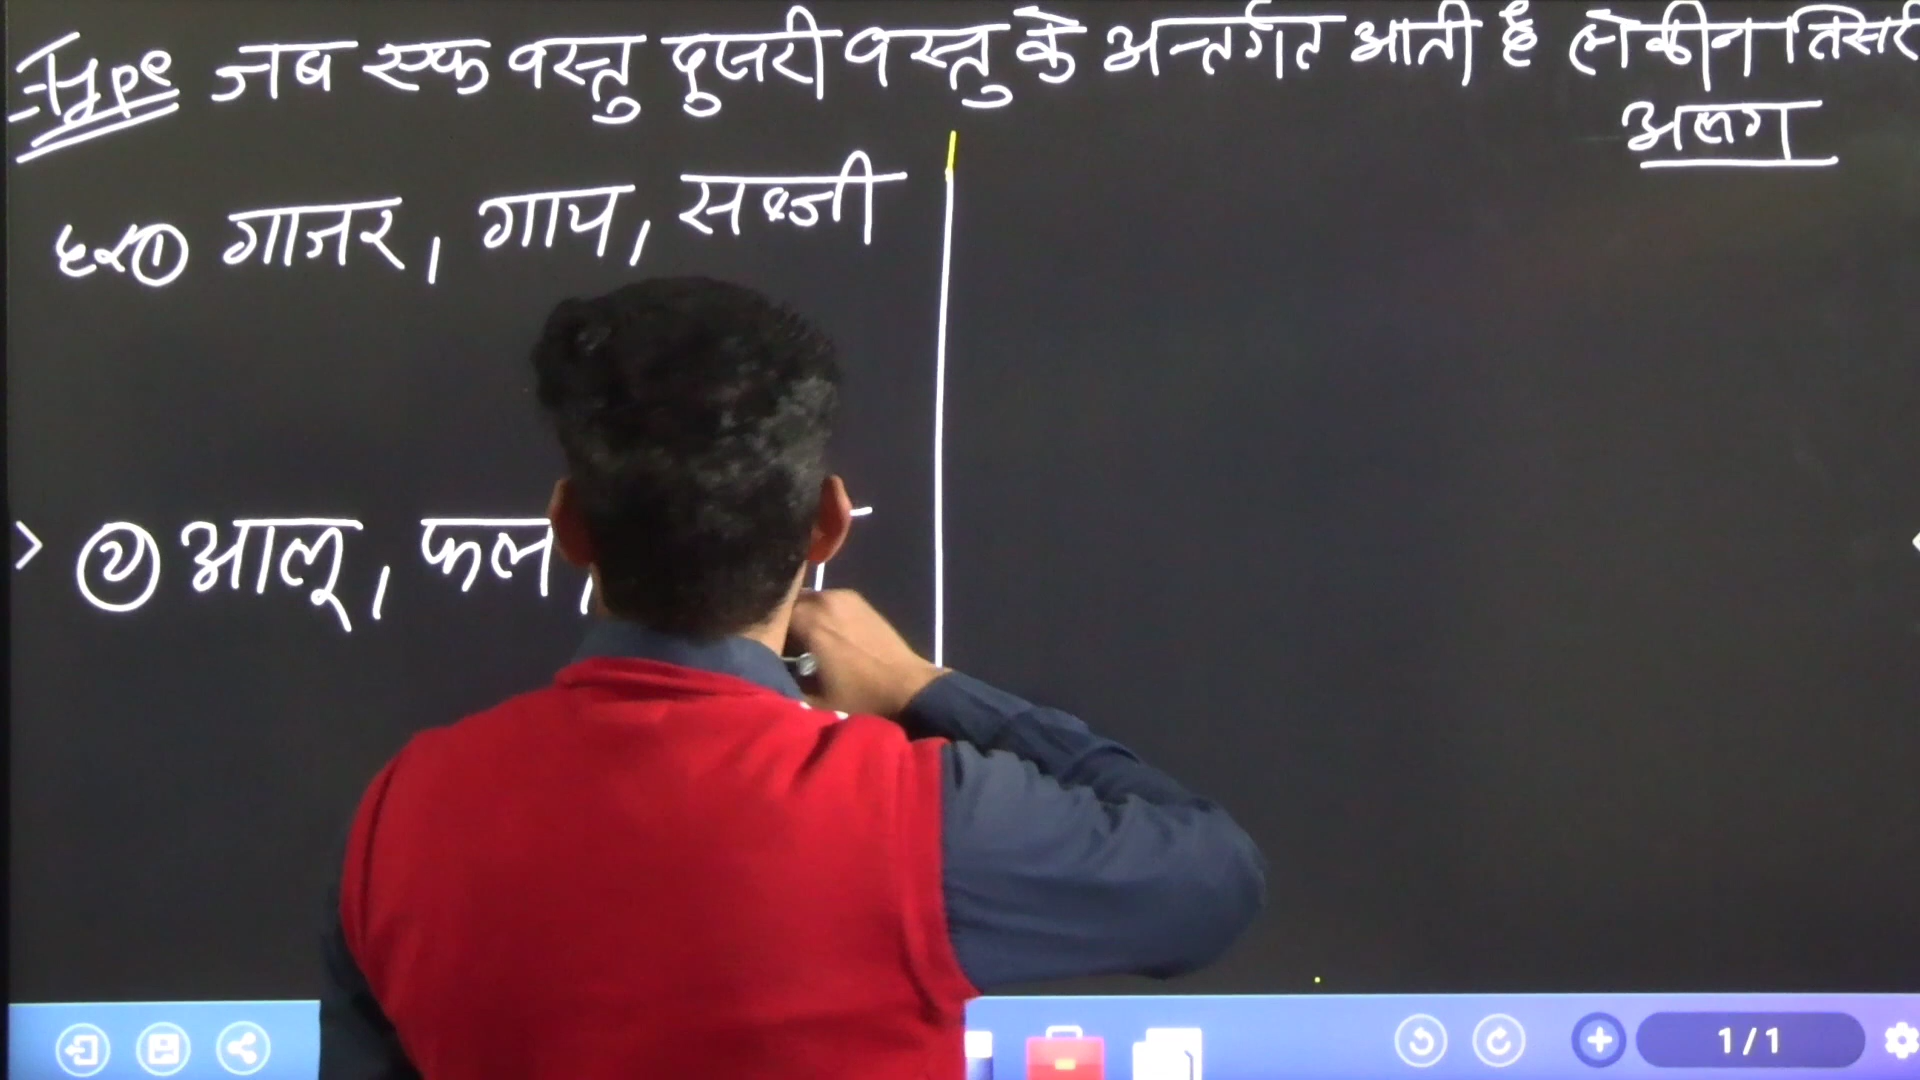 Type जब एक वस्तु दुसरी वस्तु के अन्तर्गत आती है लेकीन तिसरी
अलग
① गाजर, गाय, सब्जी
② आलू, फल,
1/1